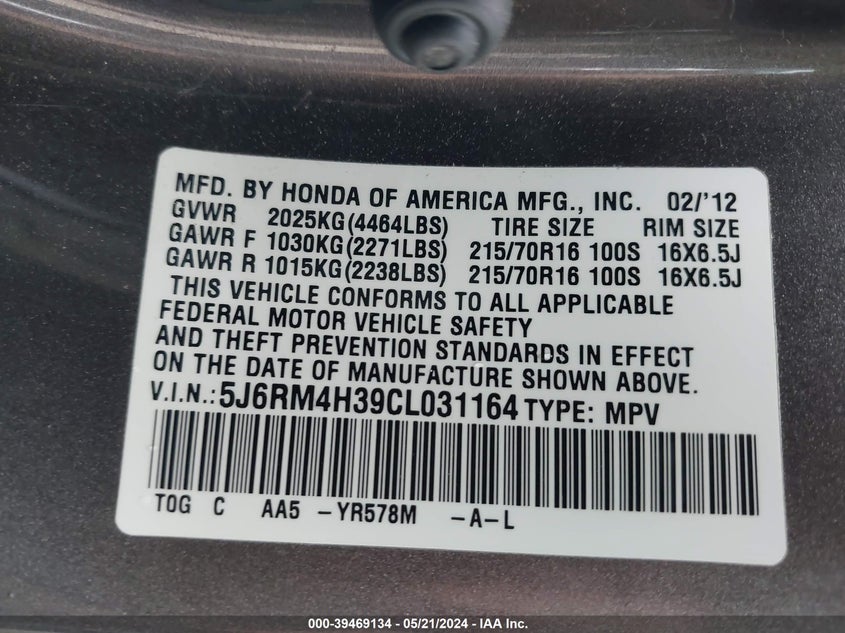 MFD. BY HONDA OF AMERICA MFG., INC. 02/'12
GVWR 2025KG(4464LBS) TIRE SIZE RIM SIZE
GAWR F 1030KG(2271LBS) 215/70R16 100S 16X6.5J
GAWR R 1015KG(2238LBS) 215/70R16 100S 16X6.5J
THIS VEHICLE CONFORMS TO ALL APPLICABLE
FEDERAL MOTOR VEHICLE SAFETY
AND THEFT PREVENTION STANDARDS IN EFFECT
ON THE DATE OF MANUFACTURE SHOWN ABOVE.
V.I.N.: 5J6RM4H39CL031164 TYPE: MPV
TOG C AA5 -YR578M -A-L
000-39469134 - 05/21/2024 - IAA Inc.